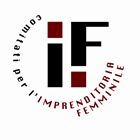 iF
comitati per l'IMPRENDITORIA
FEMMINILE